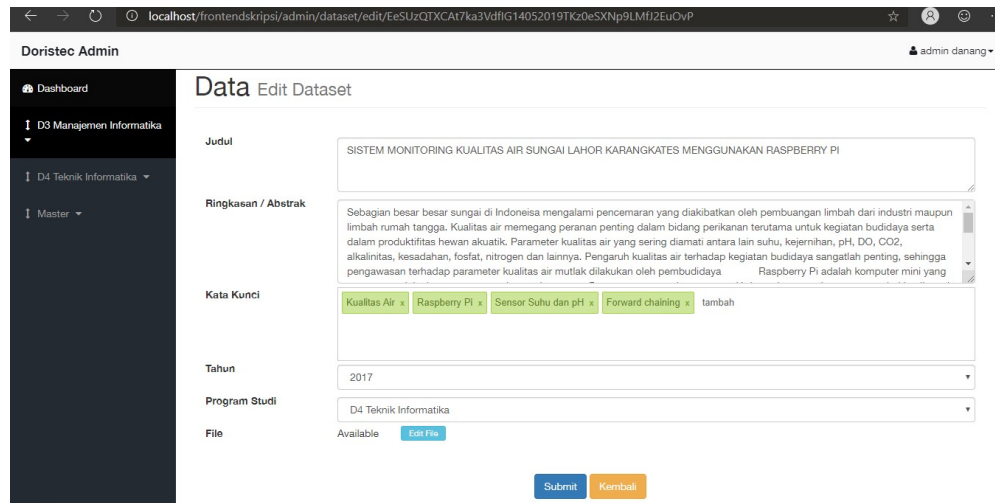 localhost/frontendskripsi/admin/dataset/edit/EeSUzQTXCAt7ka3VdfIG14052019TKz0eSXNp9LMfJ2EuOvP
Doristec Admin
admin danang
Dashboard
Data Edit Dataset
D3 Manajemen Informatika
Judul
SISTEM MONITORING KUALITAS AIR SUNGAI LAHOR KARANGKATES MENGGUNAKAN RASPBERRY PI
D4 Teknik Informatika
Master
Ringkasan / Abstrak
Sebagian besar besar sungai di Indoneisa mengalami pencemaran yang diakibatkan oleh pembuangan limbah dari industri maupun
limbah rumah tangga. Kualitas air memegang peranan penting dalam bidang perikanan terutama untuk kegiatan budidaya serta
dalam produktifitas hewan akuatik. Parameter kualitas air yang sering diamati antara lain suhu, kejernihan, pH, DO, CO2,
alkalinitas, kesadahan, fosfat, nitrogen dan lainnya. Pengaruh kualitas air terhadap kegiatan budidaya sangatlah penting, sehingga
pengawasan terhadap parameter kualitas air mutlak dilakukan oleh pembudidaya Raspberry Pi adalah komputer mini yang
Kata Kunci
Kualitas Air x Raspberry Pi x Sensor Suhu dan pH x Forward chaining x tambah
Tahun
2017
Program Studi
D4 Teknik Informatika
File
Available Edit File
Submit Kembali